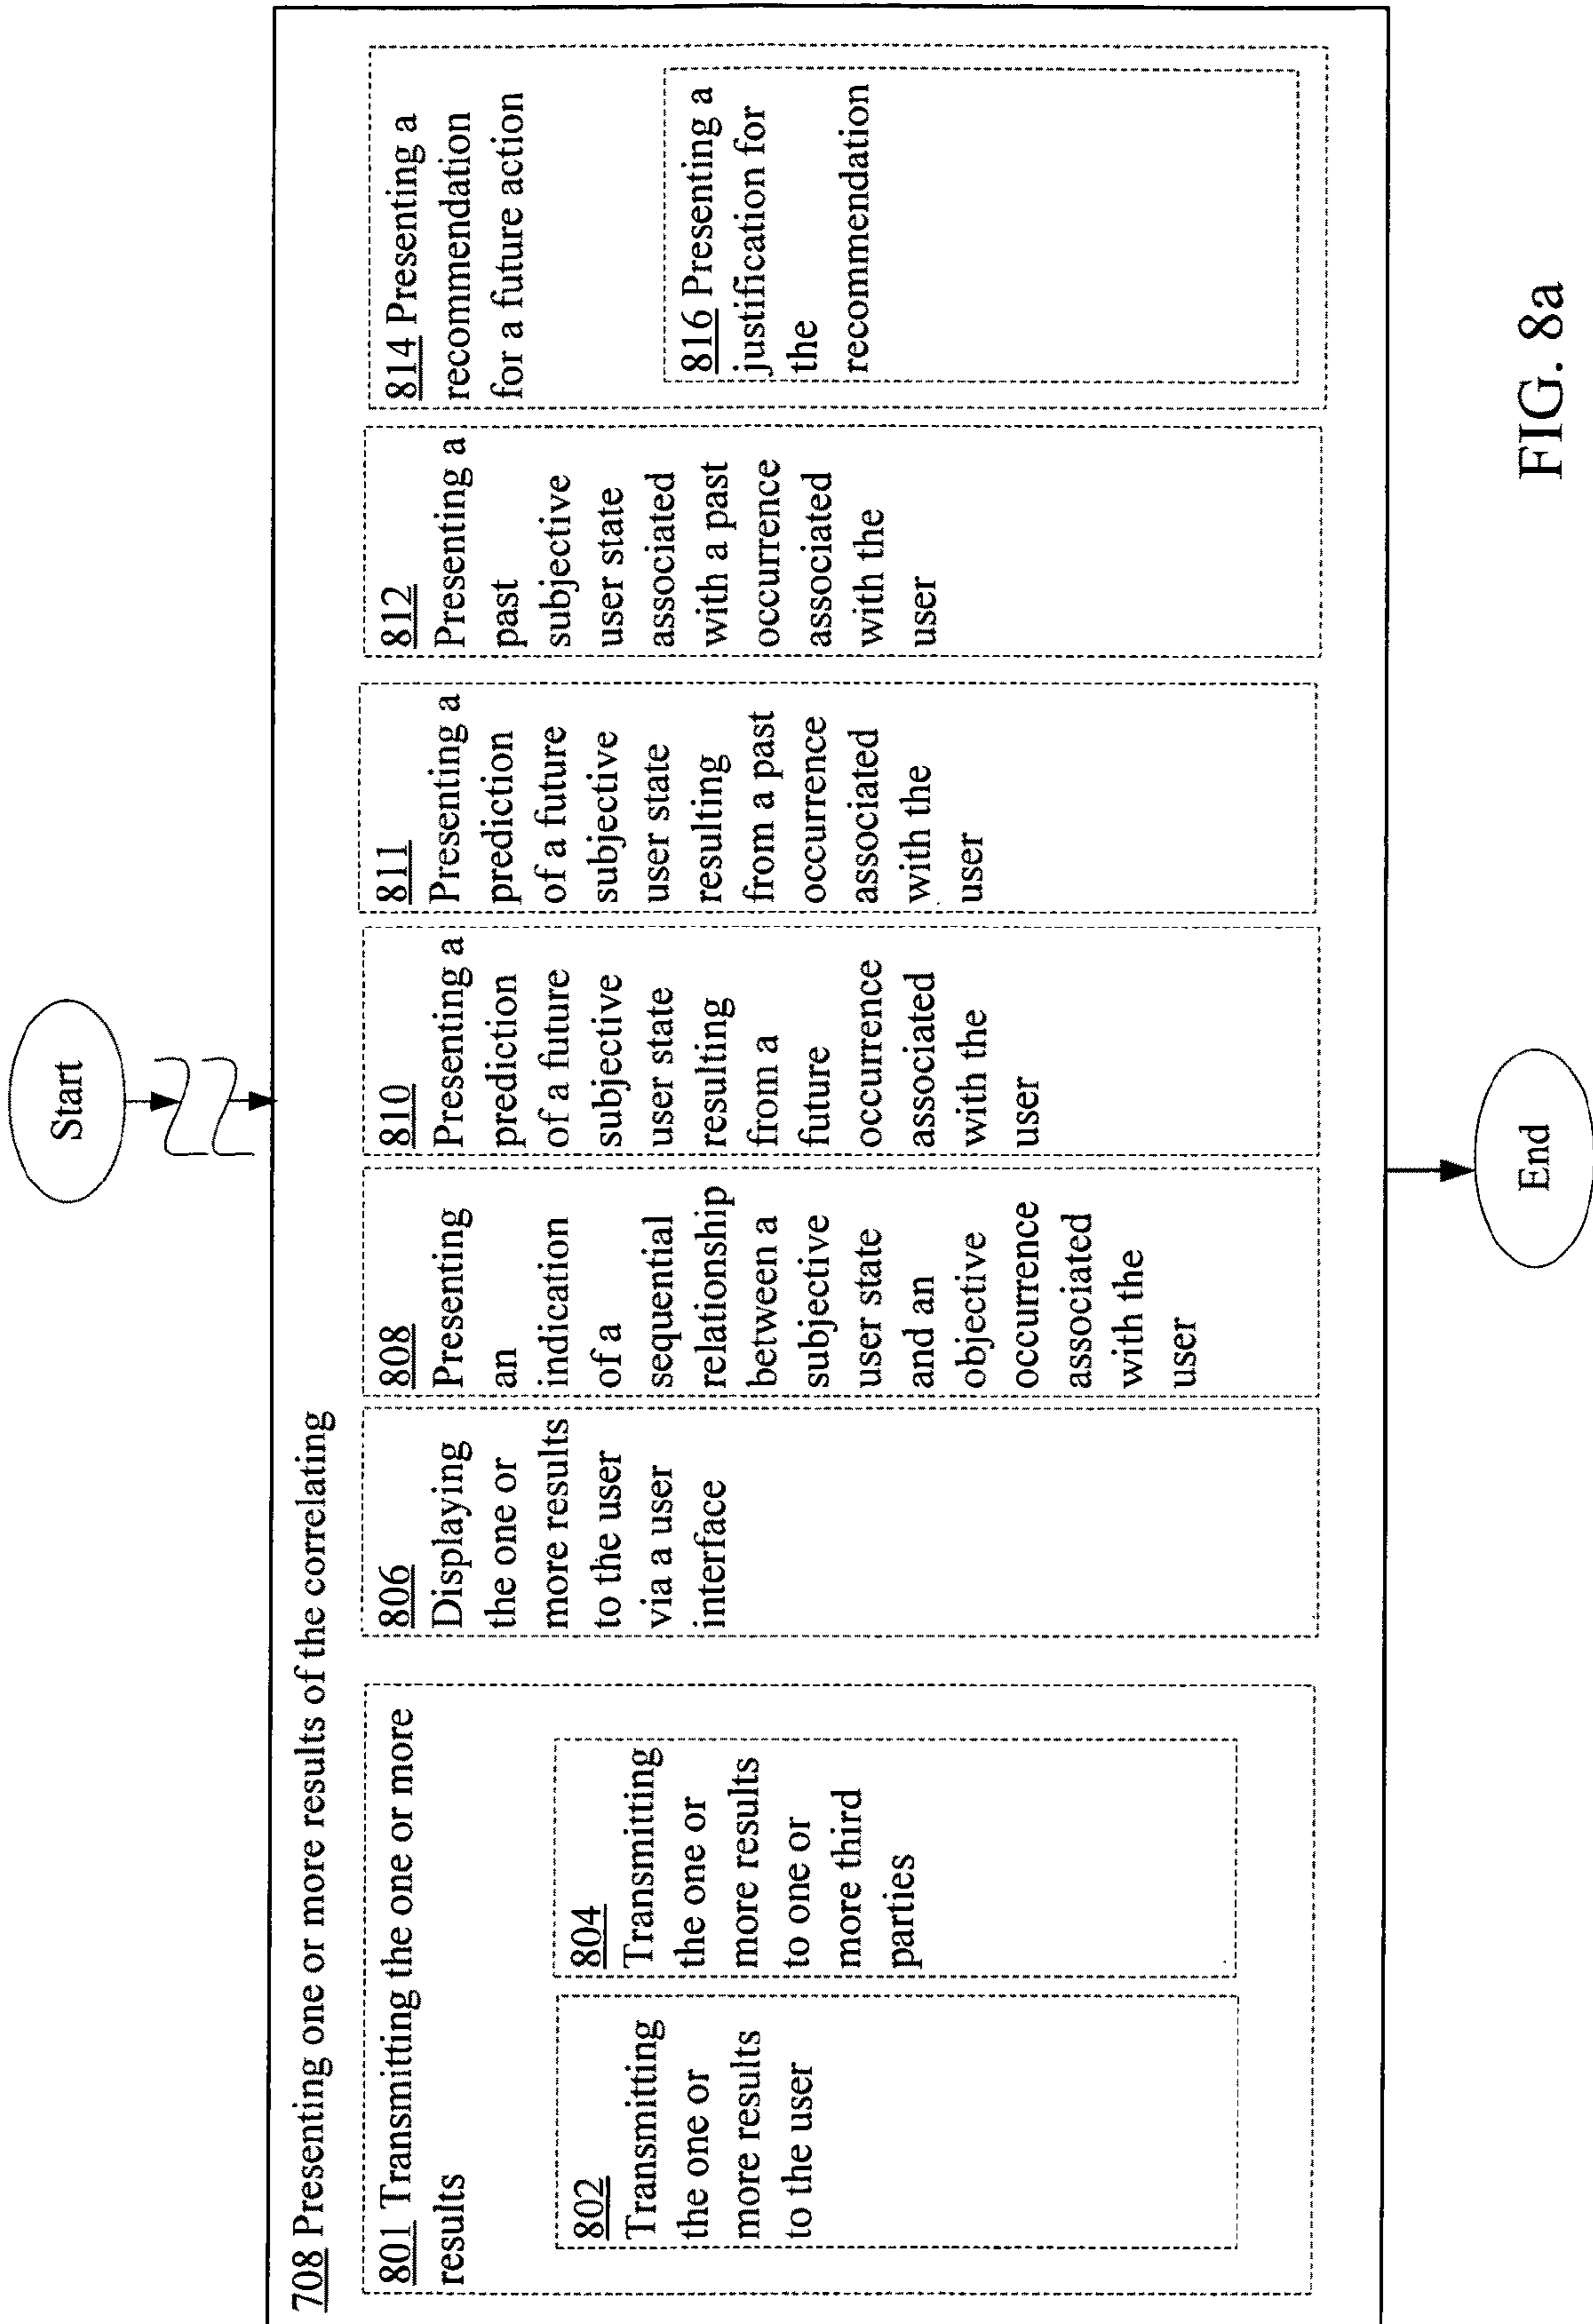 Start
708 Presenting one or more results of the correlating
801 Transmitting the one or more
results
802
Transmitting
the one or
more results
to the user
804
Transmitting
the one or
more results
to one or
more third
parties
806
Displaying
the one or
more results
to the user
via a user
interface
808
Presenting
an
indication
of a
sequential
relationship
between a
subjective
user state
and an
objective
occurrence
associated
with the
user
810
Presenting a
prediction
of a future
subjective
user state
resulting
from a
future
occurrence
associated
with the
user
811
Presenting a
prediction
of a future
subjective
user state
resulting
from a past
occurrence
associated
with the
user
812
Presenting a
past
subjective
user state
associated
with a past
occurrence
associated
with the
user
814 Presenting a
recommendation
for a future action
816 Presenting a
justification for
the
recommendation
End
FIG. 8a